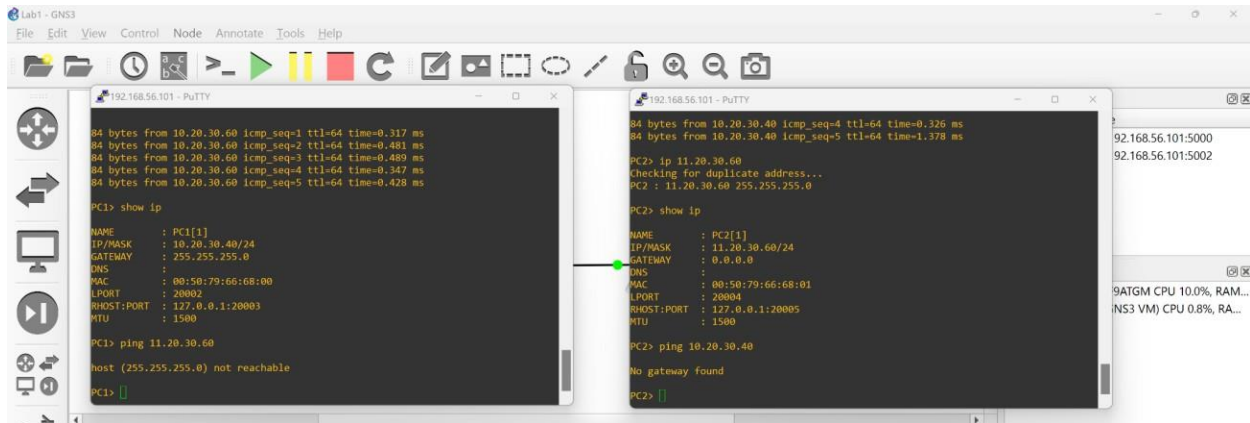 Lab1 - GNS3
File Edit View Control Node Annotate Tools Help
192.168.56.101 - PuTTY
84 bytes from 10.20.30.60 icmp_seq=1 ttl=64 time=0.317 ms
84 bytes from 10.20.30.60 icmp_seq=2 ttl=64 time=0.481 ms
84 bytes from 10.20.30.60 icmp_seq=3 ttl=64 time=0.489 ms
84 bytes from 10.20.30.60 icmp_seq=4 ttl=64 time=0.347 ms
84 bytes from 10.20.30.60 icmp_seq=5 ttl=64 time=0.428 ms
PC1> show ip
NAME : PC1[1]
IP/MASK : 10.20.30.40/24
GATEWAY : 255.255.255.0
DNS :
MAC : 00:50:79:66:68:00
LPORT : 20002
RHOST:PORT : 127.0.0.1:20003
MTU : 1500
PC1> ping 11.20.30.60
host (255.255.255.0) not reachable
PC1>
192.168.56.101 - PuTTY
84 bytes from 10.20.30.40 icmp_seq=4 ttl=64 time=0.326 ms
84 bytes from 10.20.30.40 icmp_seq=5 ttl=64 time=1.378 ms
PC2> ip 11.20.30.60
Checking for duplicate address...
PC2 : 11.20.30.60 255.255.255.0
PC2> show ip
NAME : PC2[1]
IP/MASK : 11.20.30.60/24
GATEWAY : 0.0.0.0
DNS :
MAC : 00:50:79:66:68:01
LPORT : 20004
RHOST:PORT : 127.0.0.1:20005
MTU : 1500
PC2> ping 10.20.30.40
No gateway found
PC2>
92.168.56.101:5000
92.168.56.101:5002
9ATGM CPU 10.0%, RAM...
NS3 VM) CPU 0.8%, RA...